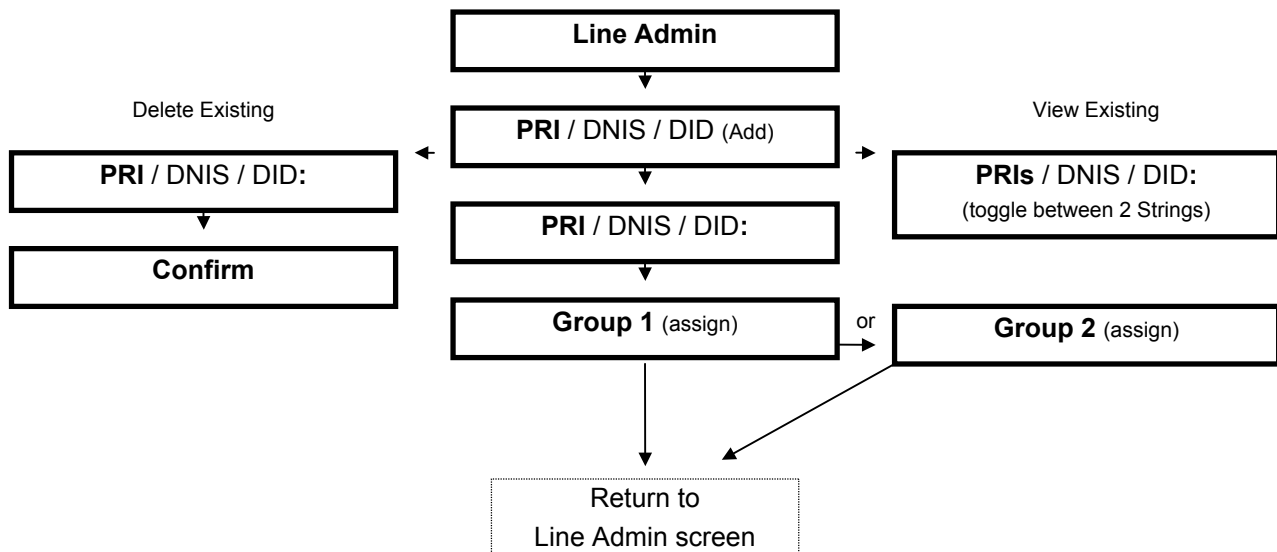 Line Admin
Delete Existing
PRI / DNIS / DID (Add)
View Existing
PRI / DNIS / DID:
PRIs / DNIS / DID:
(toggle between 2 Strings)
PRI / DNIS / DID:
Confirm
Group 1 (assign)
or
Group 2 (assign)
Return to
Line Admin screen